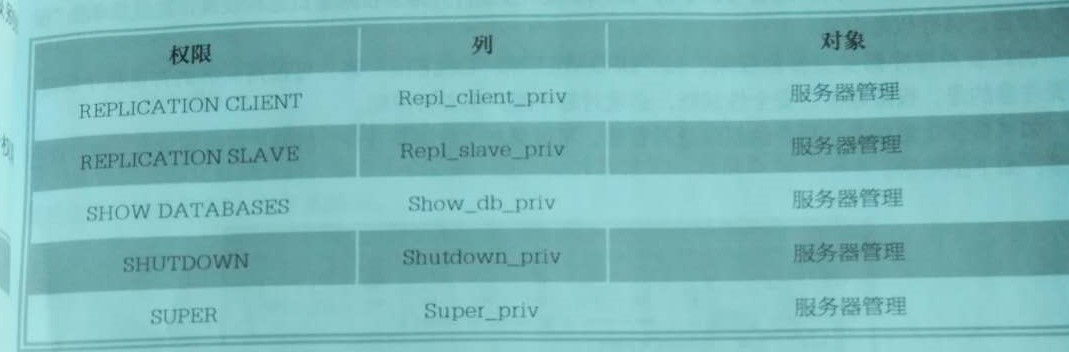 权限 列 对象
REPLICATION CLIENT Repl_client_priv 服务器管理
REPLICATION SLAVE Repl_slave_priv 服务器管理
SHOW DATABASES Show_db_priv 服务器管理
SHUTDOWN Shutdown_priv 服务器管理
SUPER Super_priv 服务器管理